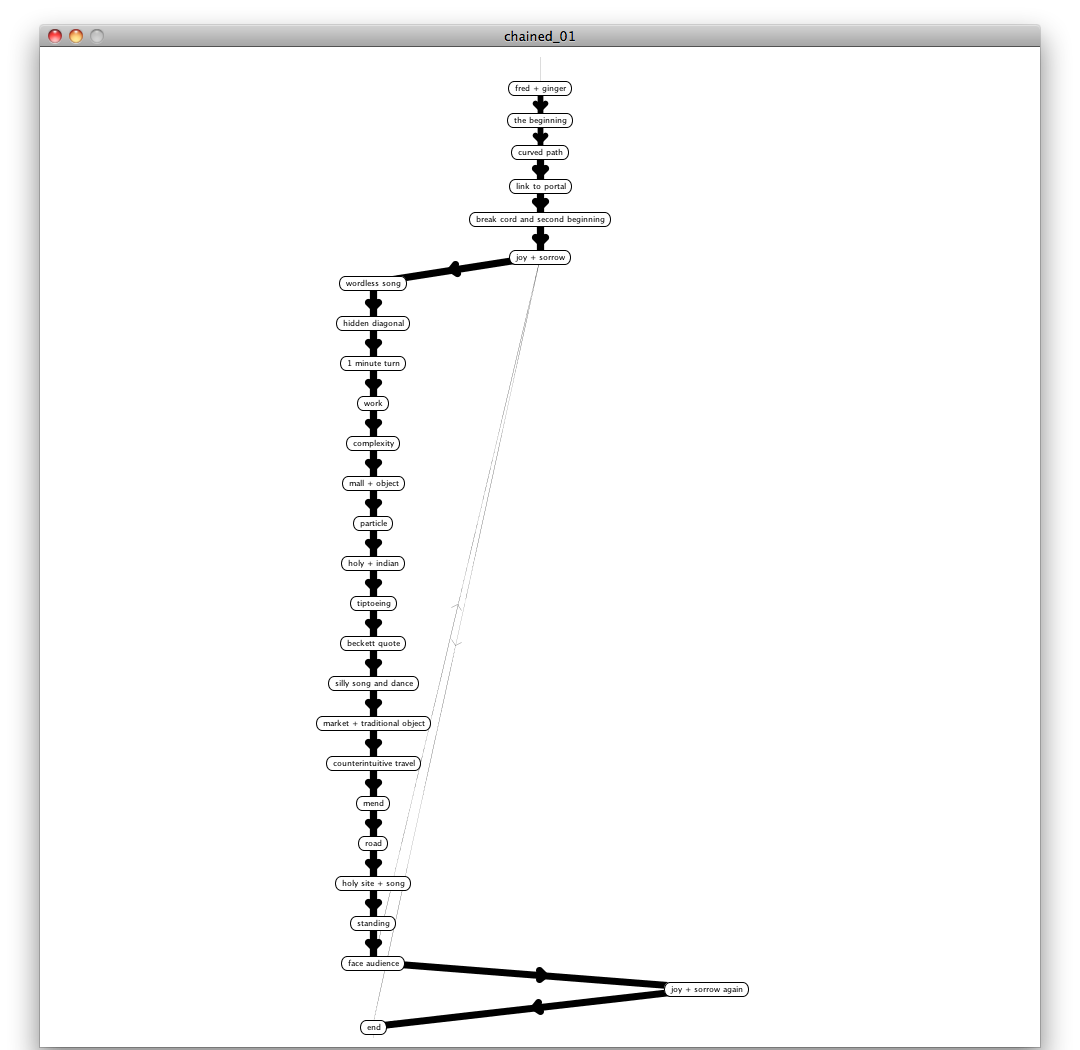 chained_01
fred + ginger
the beginning
curved path
link to portal
break cord and second beginning
joy + sorrow
wordless song
hidden diagonal
1 minute turn
work
complexity
mall + object
particle
holy + indian
tiptoeing
beckett quote
silly song and dance
market + traditional object
counterintuitive travel
mend
road
holy site + song
standing
face audience
joy + sorrow again
end